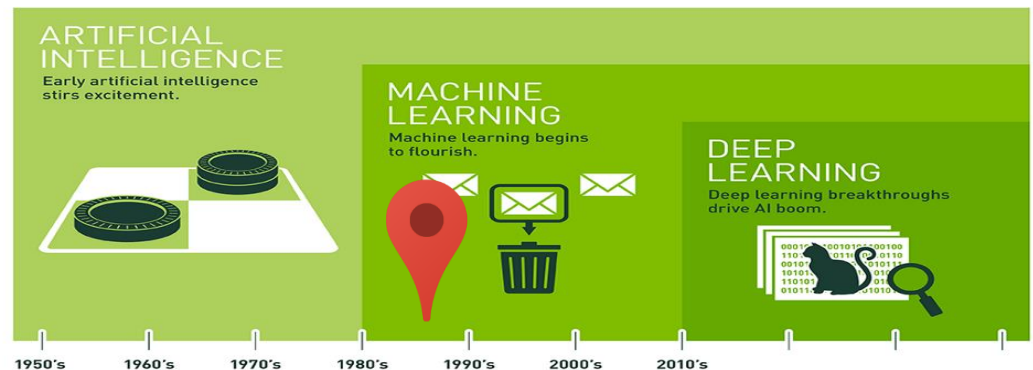 ARTIFICIAL
INTELLIGENCE
Early artificial intelligence
stirs excitement.
MACHINE
LEARNING
Machine learning begins
to flourish.
DEEP
LEARNING
Deep learning breakthroughs
drive AI boom.
1950's 1960's 1970's 1980's 1990's 2000's 2010's